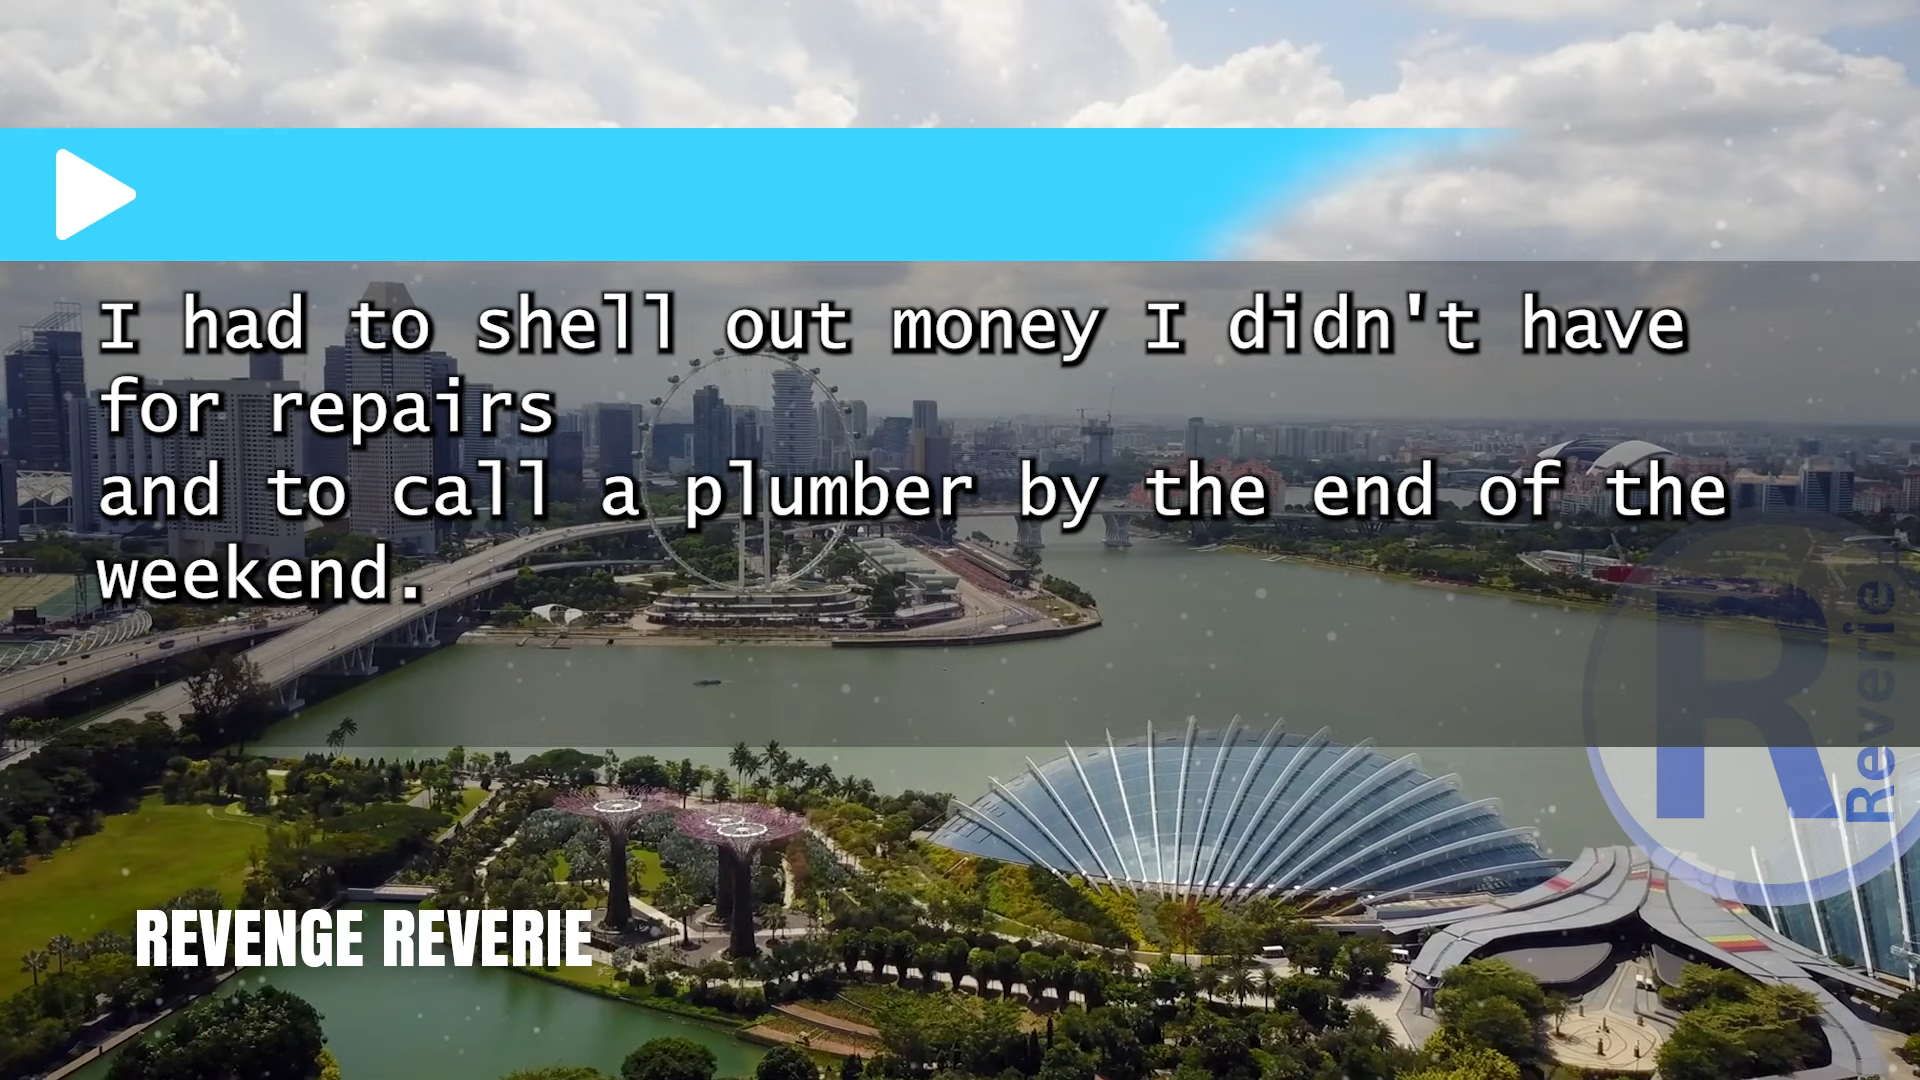 I had to shell out money I didn't have
for repairs
and to call a plumber by the end of the
weekend.
R
Reverie
REVENGE REVERIE